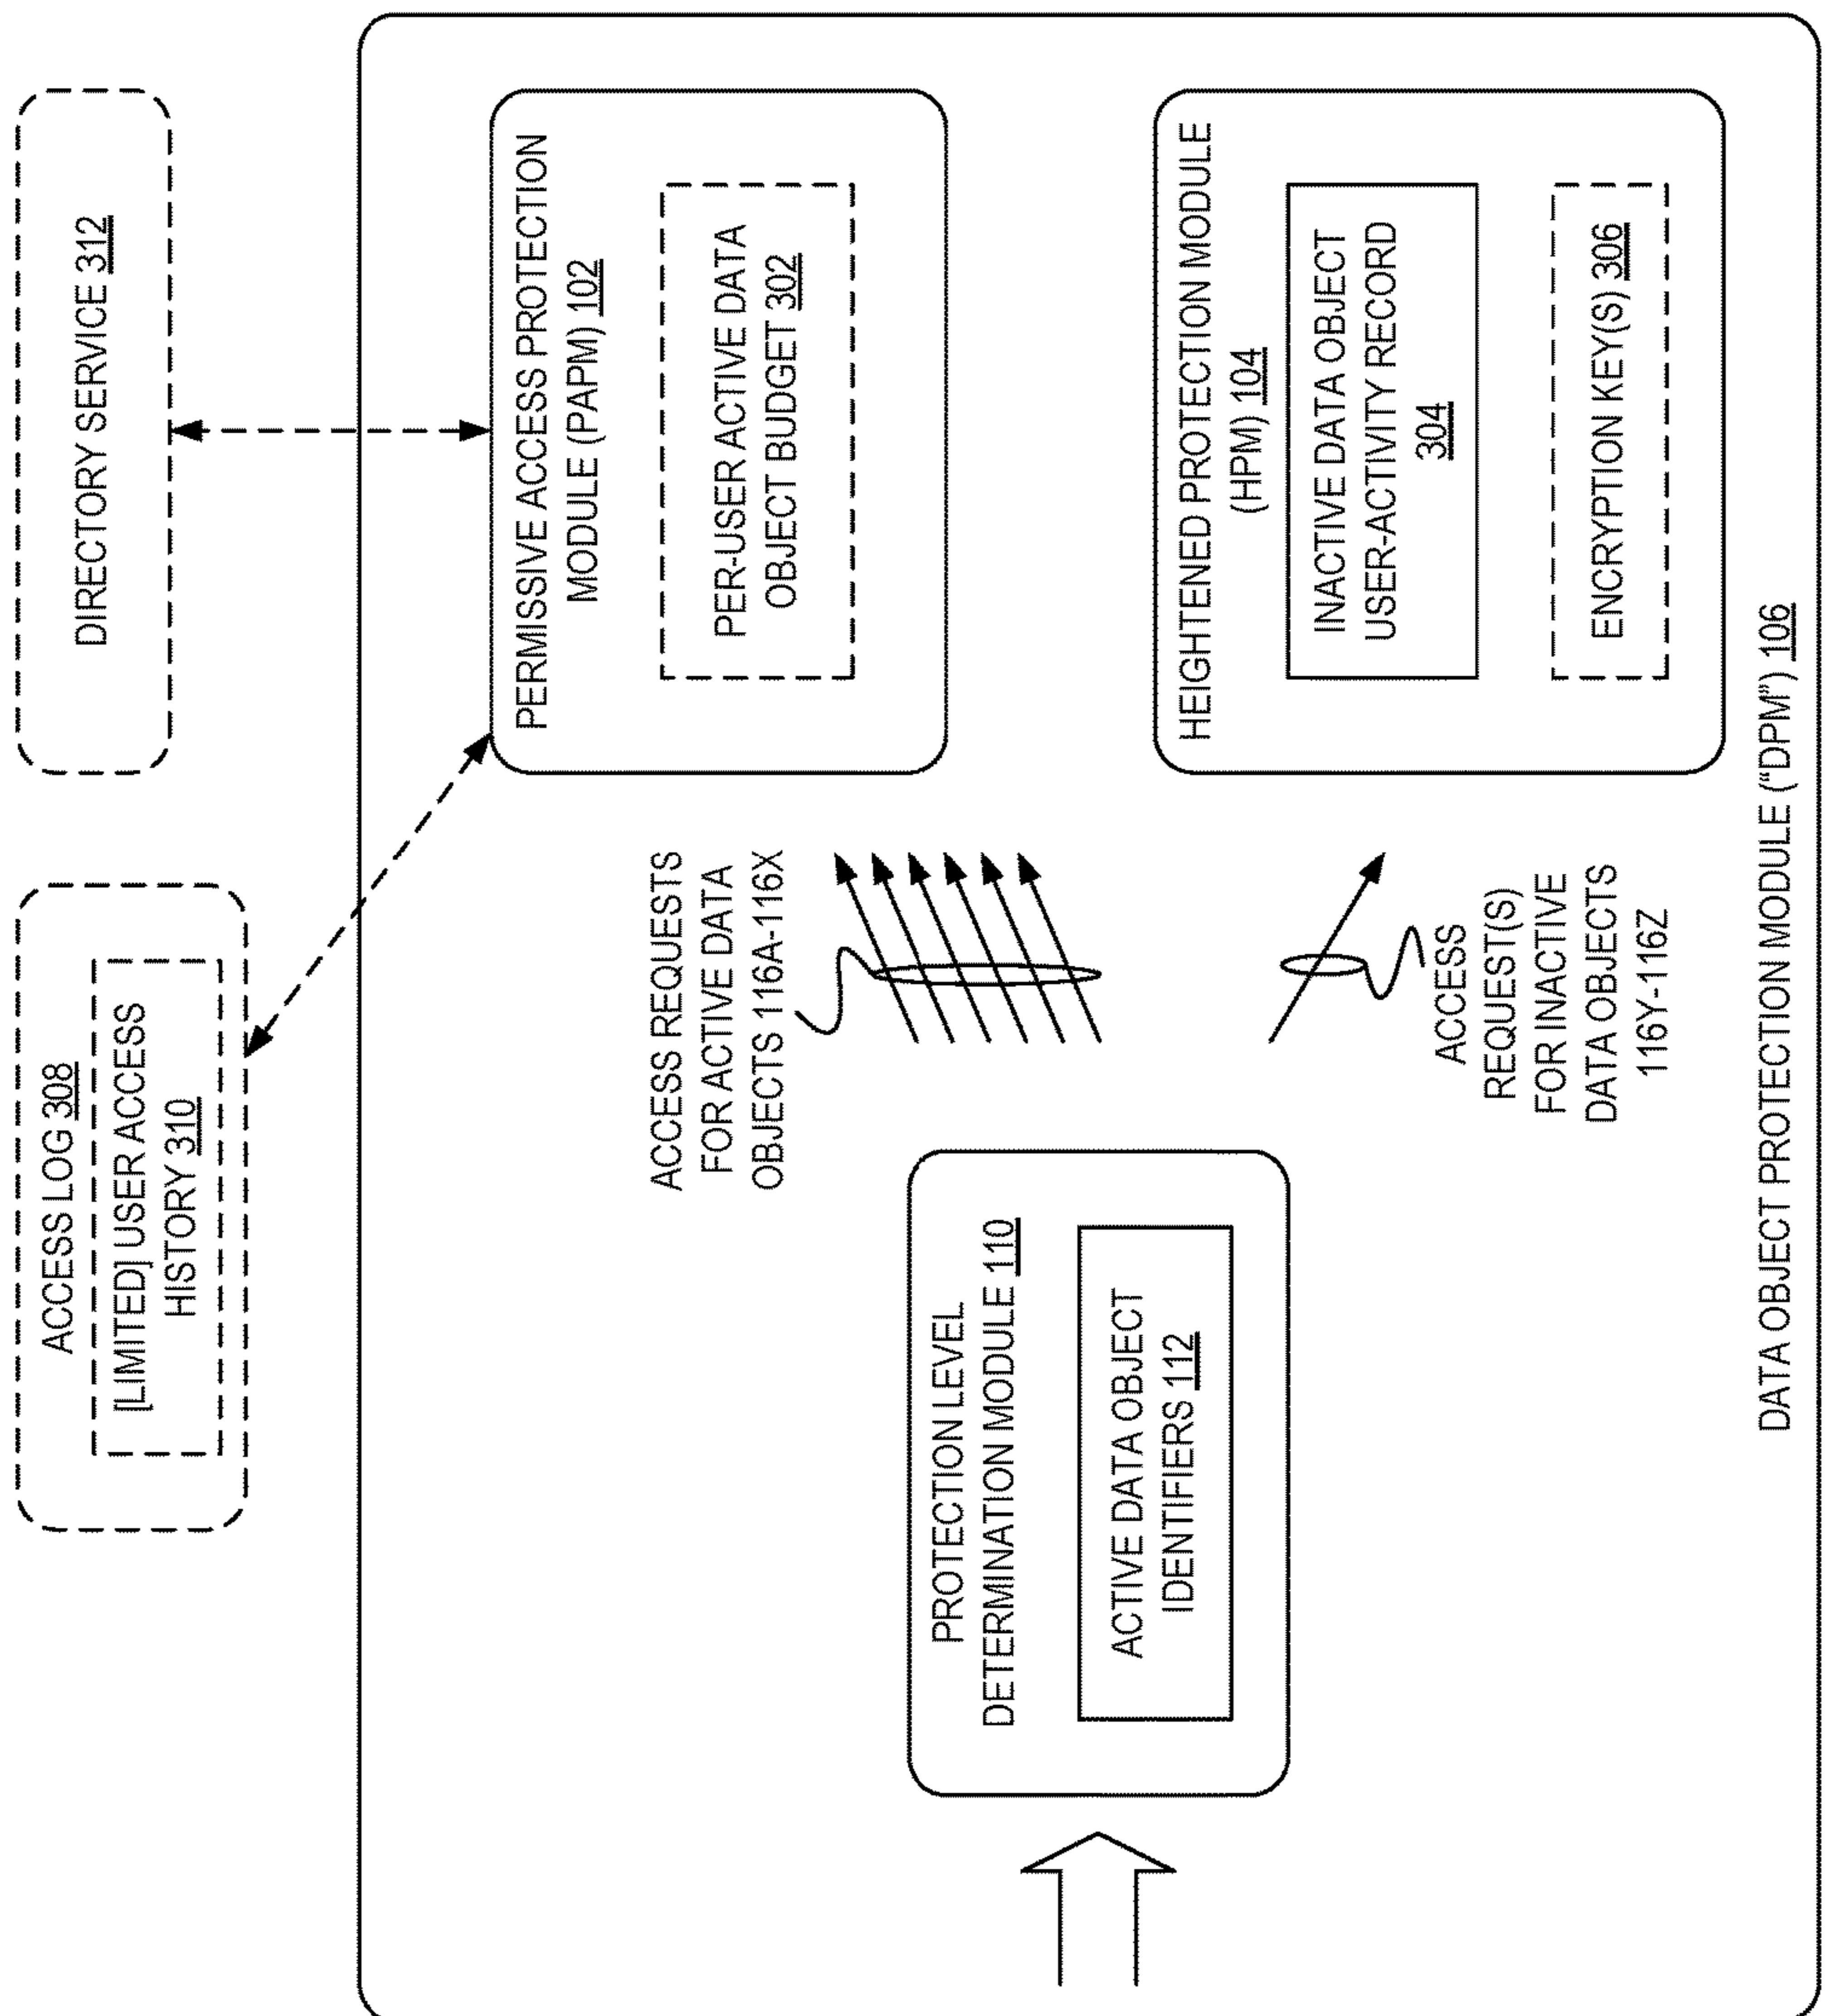 ACCESS LOG 308
[LIMITED] USER ACCESS
HISTORY 310
DIRECTORY SERVICE 312
PERMISSIVE ACCESS PROTECTION
MODULE (PAPM) 102
PER-USER ACTIVE DATA
OBJECT BUDGET 302
ACCESS REQUESTS
FOR ACTIVE DATA
OBJECTS 116A-116X
PROTECTION LEVEL
DETERMINATION MODULE 110
ACTIVE DATA OBJECT
IDENTIFIERS 112
HEIGHTENED PROTECTION MODULE
(HPM) 104
INACTIVE DATA OBJECT
USER-ACTIVITY RECORD
304
ENCRYPTION KEY(S) 306
ACCESS
REQUEST(S)
FOR INACTIVE
DATA OBJECTS
116Y-116Z
DATA OBJECT PROTECTION MODULE (“DPM”) 106